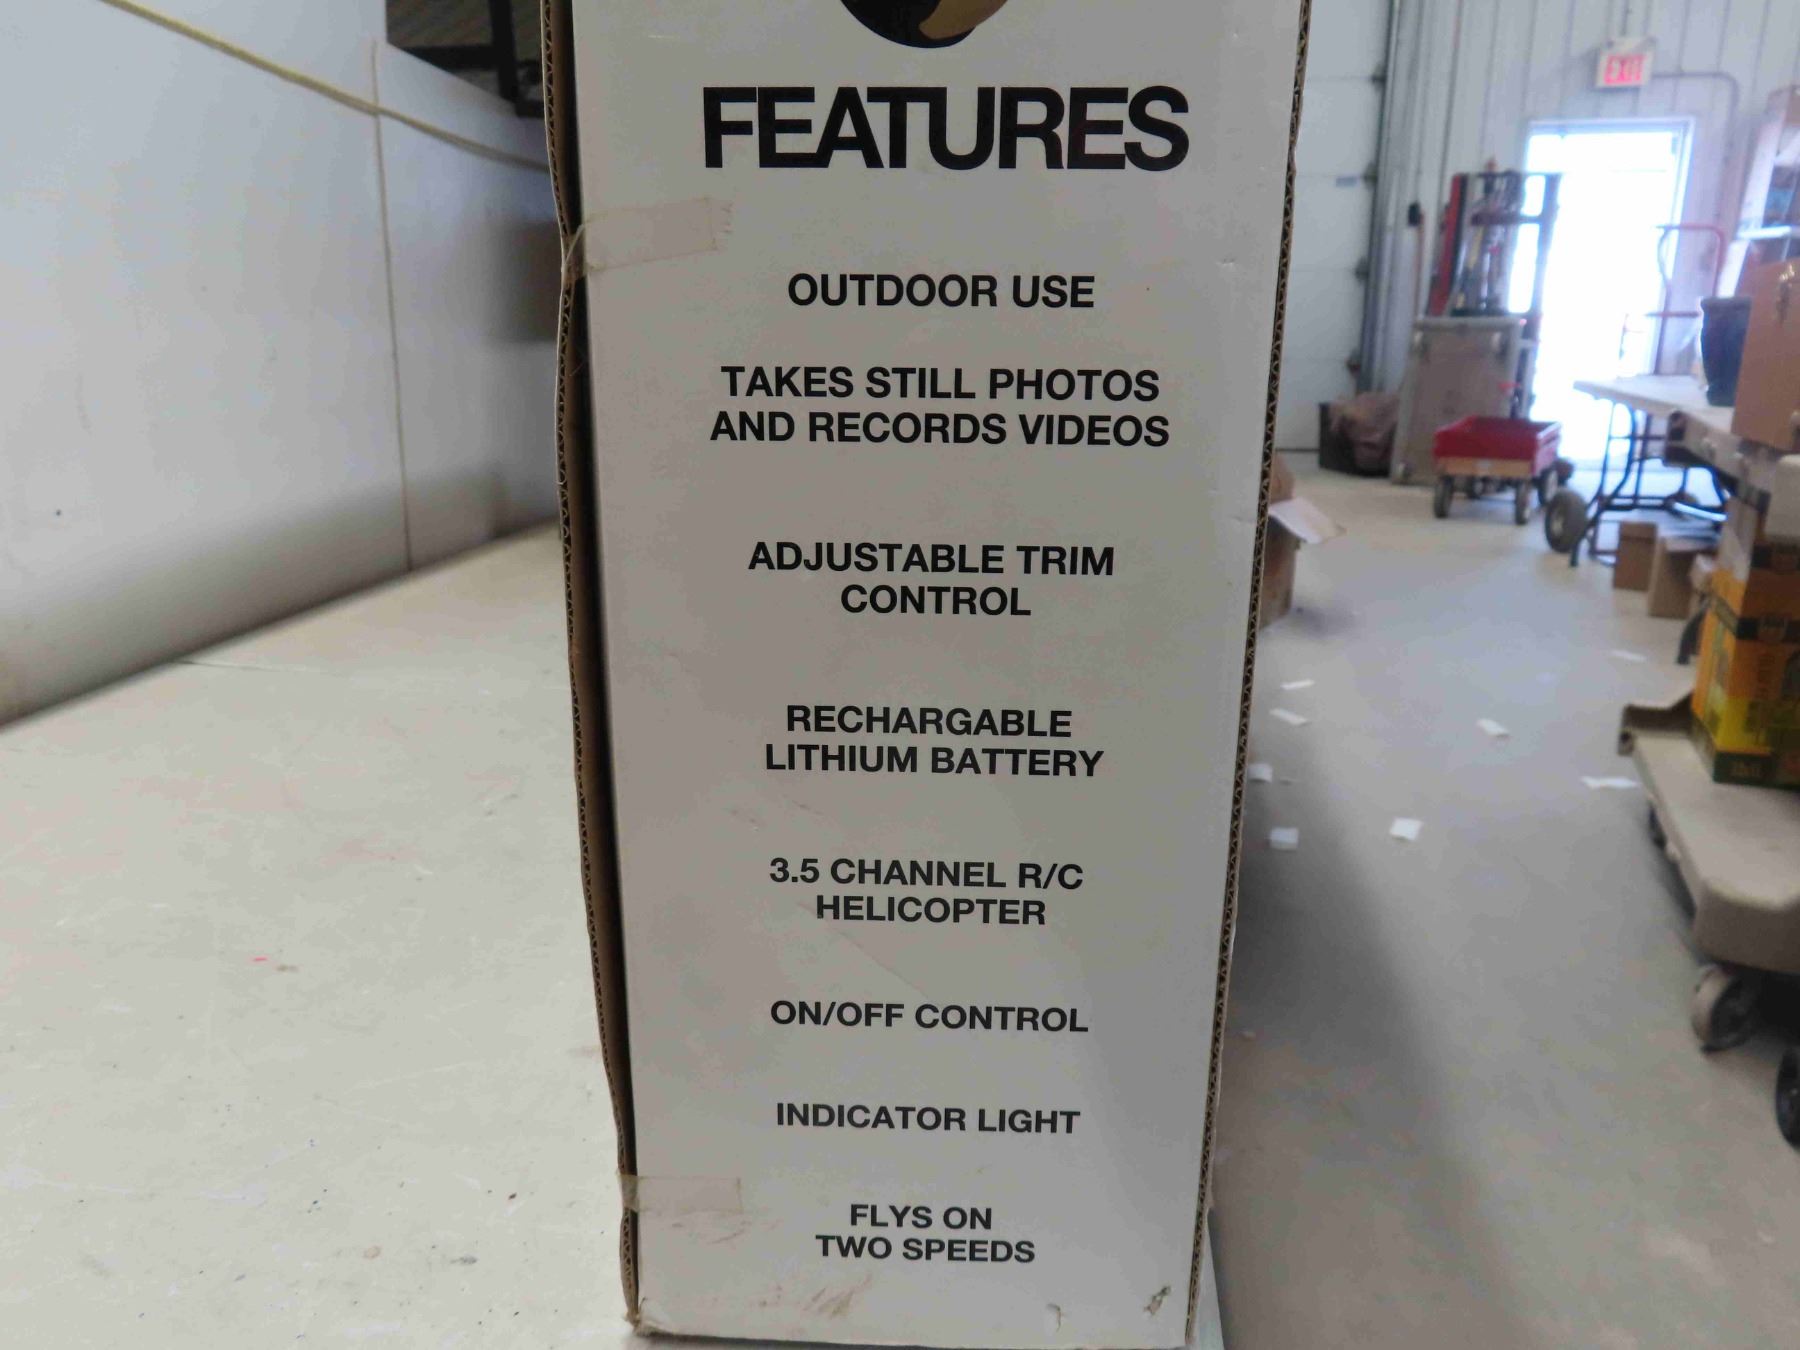 EXIT
FEATURES
OUTDOOR USE
TAKES STILL PHOTOS
AND RECORDS VIDEOS
ADJUSTABLE TRIM
CONTROL
RECHARGABLE
LITHIUM BATTERY
3.5 CHANNEL R/C
HELICOPTER
ON/OFF CONTROL
INDICATOR LIGHT
FLYS ON
TWO SPEEDS